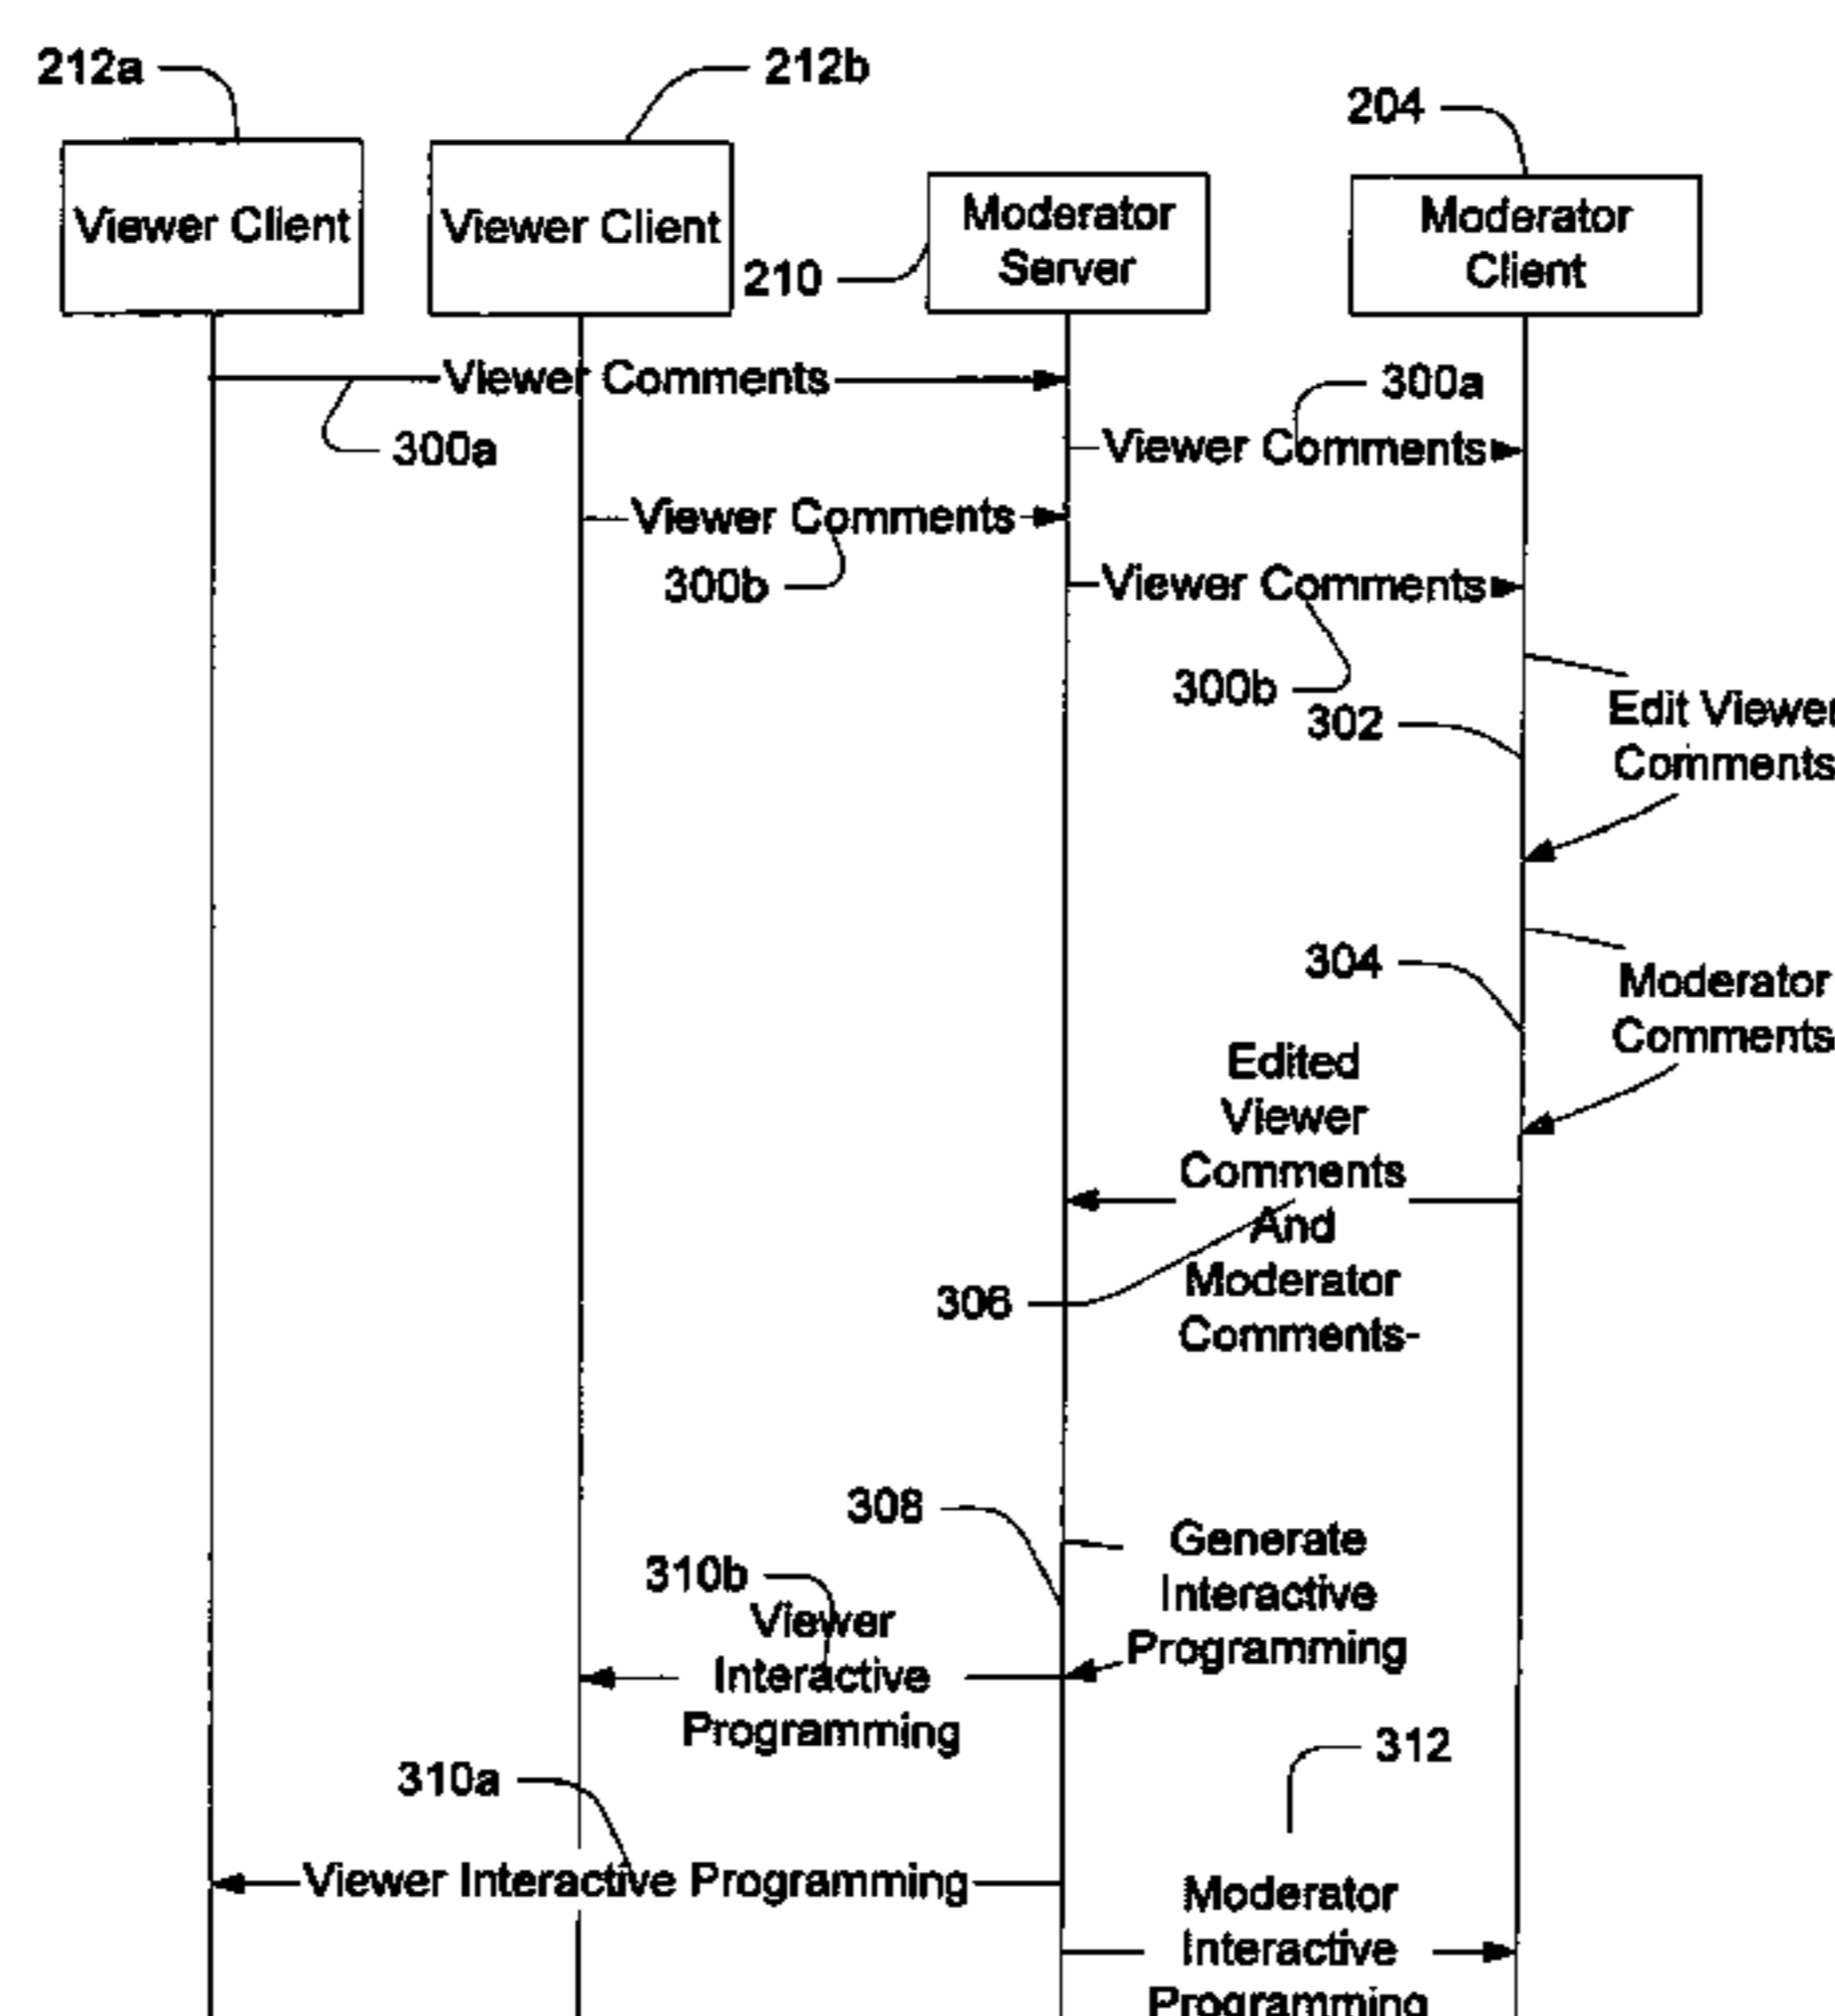 212a
212b
204
Viewer Client
Viewer Client
Moderator
Server
Moderator
Client
210
Viewer Comments
300a
300a
Viewer Comments
Viewer Comments
300b
Viewer Comments
300b
302
Edit Viewer
Comments
304
Moderator
Comments
Edited
Viewer
Comments
And
Moderator
Comments-
306
308
Generate
Interactive
Programming
310b
Viewer
Interactive
Programming
312
310a
Viewer Interactive Programming
Moderator
Interactive
Programming